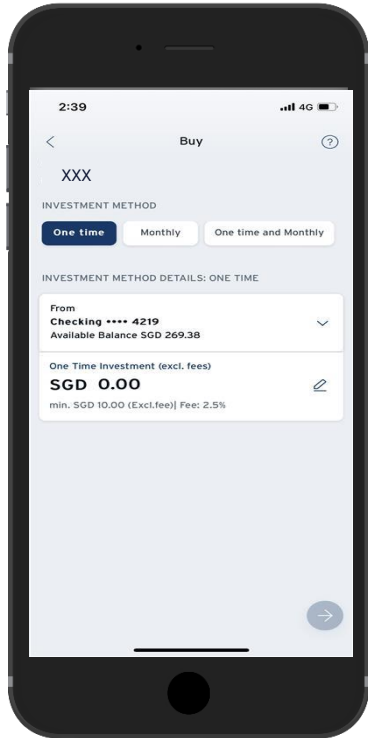 2:39
4G
Buy
?
XXX
INVESTMENT METHOD
One time
Monthly
One time and Monthly
INVESTMENT METHOD DETAILS: ONE TIME
From
Checking •••• 4219
Available Balance SGD 269.38
One Time Investment (excl. fees)
SGD 0.00
min. SGD 10.00 (Excl.fee)| Fee: 2.5%